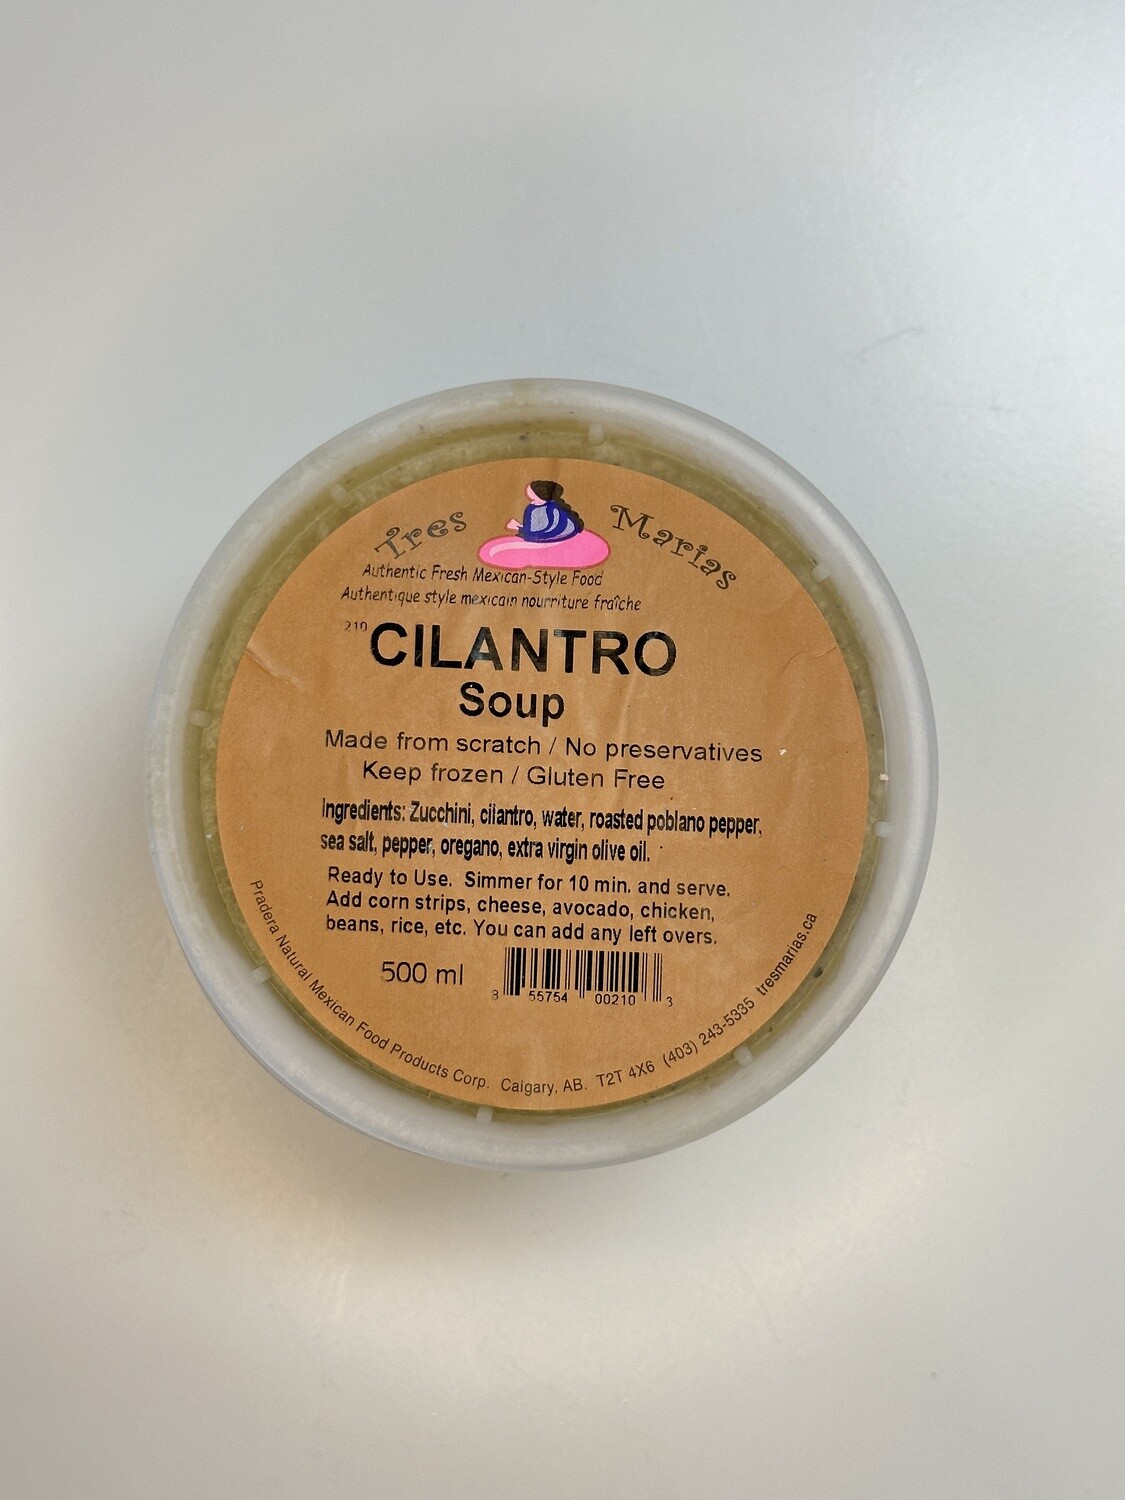 Tres Marias
Authentic Fresh Mexican-Style Food
Authentique style mexicain nourriture fraîche
210
CILANTRO
Soup
Made from scratch / No preservatives
Keep frozen / Gluten Free
Ingredients: Zucchini, cilantro, water, roasted poblano pepper,
sea salt, pepper, oregano, extra virgin olive oil.
Ready to Use. Simmer for 10 min. and serve.
Add corn strips, cheese, avocado, chicken,
beans, rice, etc. You can add any left overs.
500 ml
8 55754 00210 3
Pradera Natural Mexican Food Products Corp. Calgary, AB. T2T 4X6 (403) 243-5335 tresmarias.ca